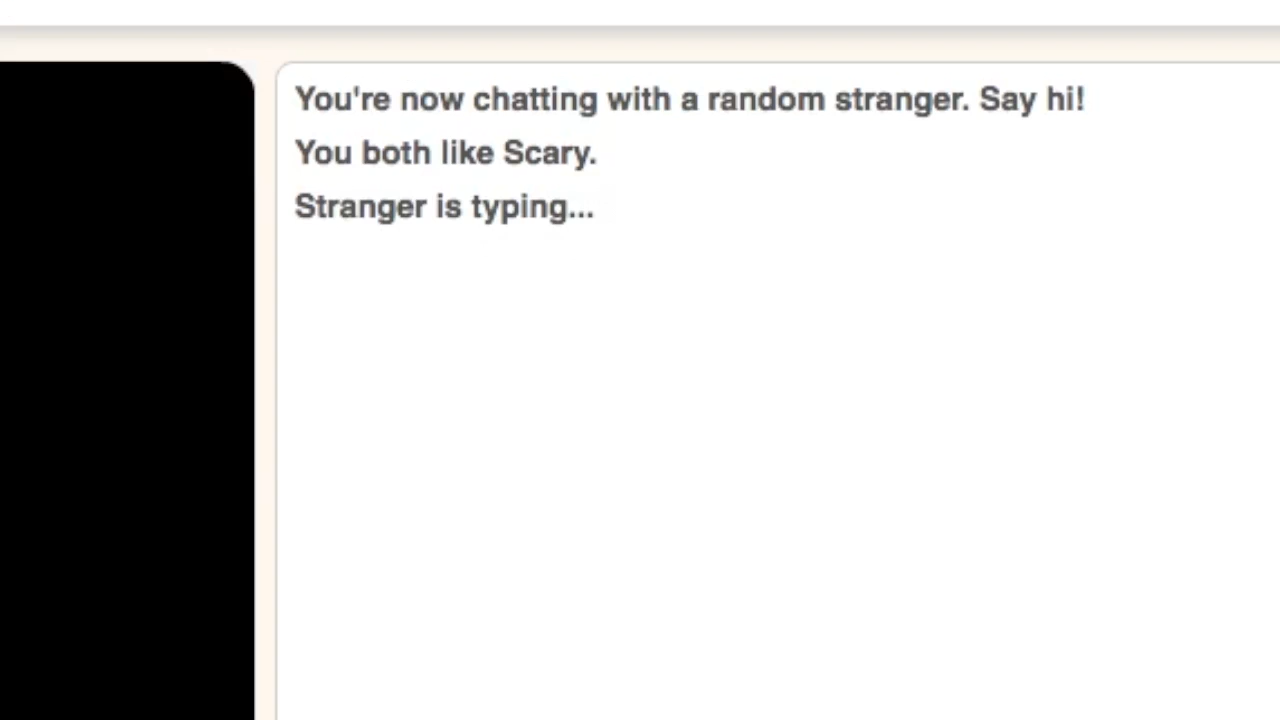 You're now chatting with a random stranger. Say hi!
You both like Scary.
Stranger is typing...